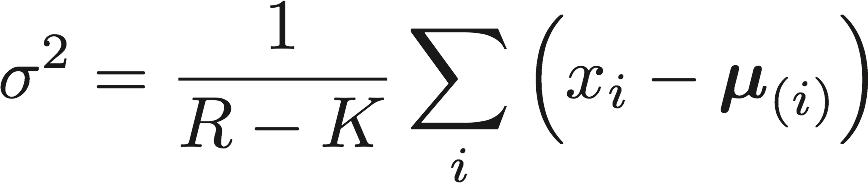 σ² = 1/(R − K) ∑_i (x_i − μ_(i))